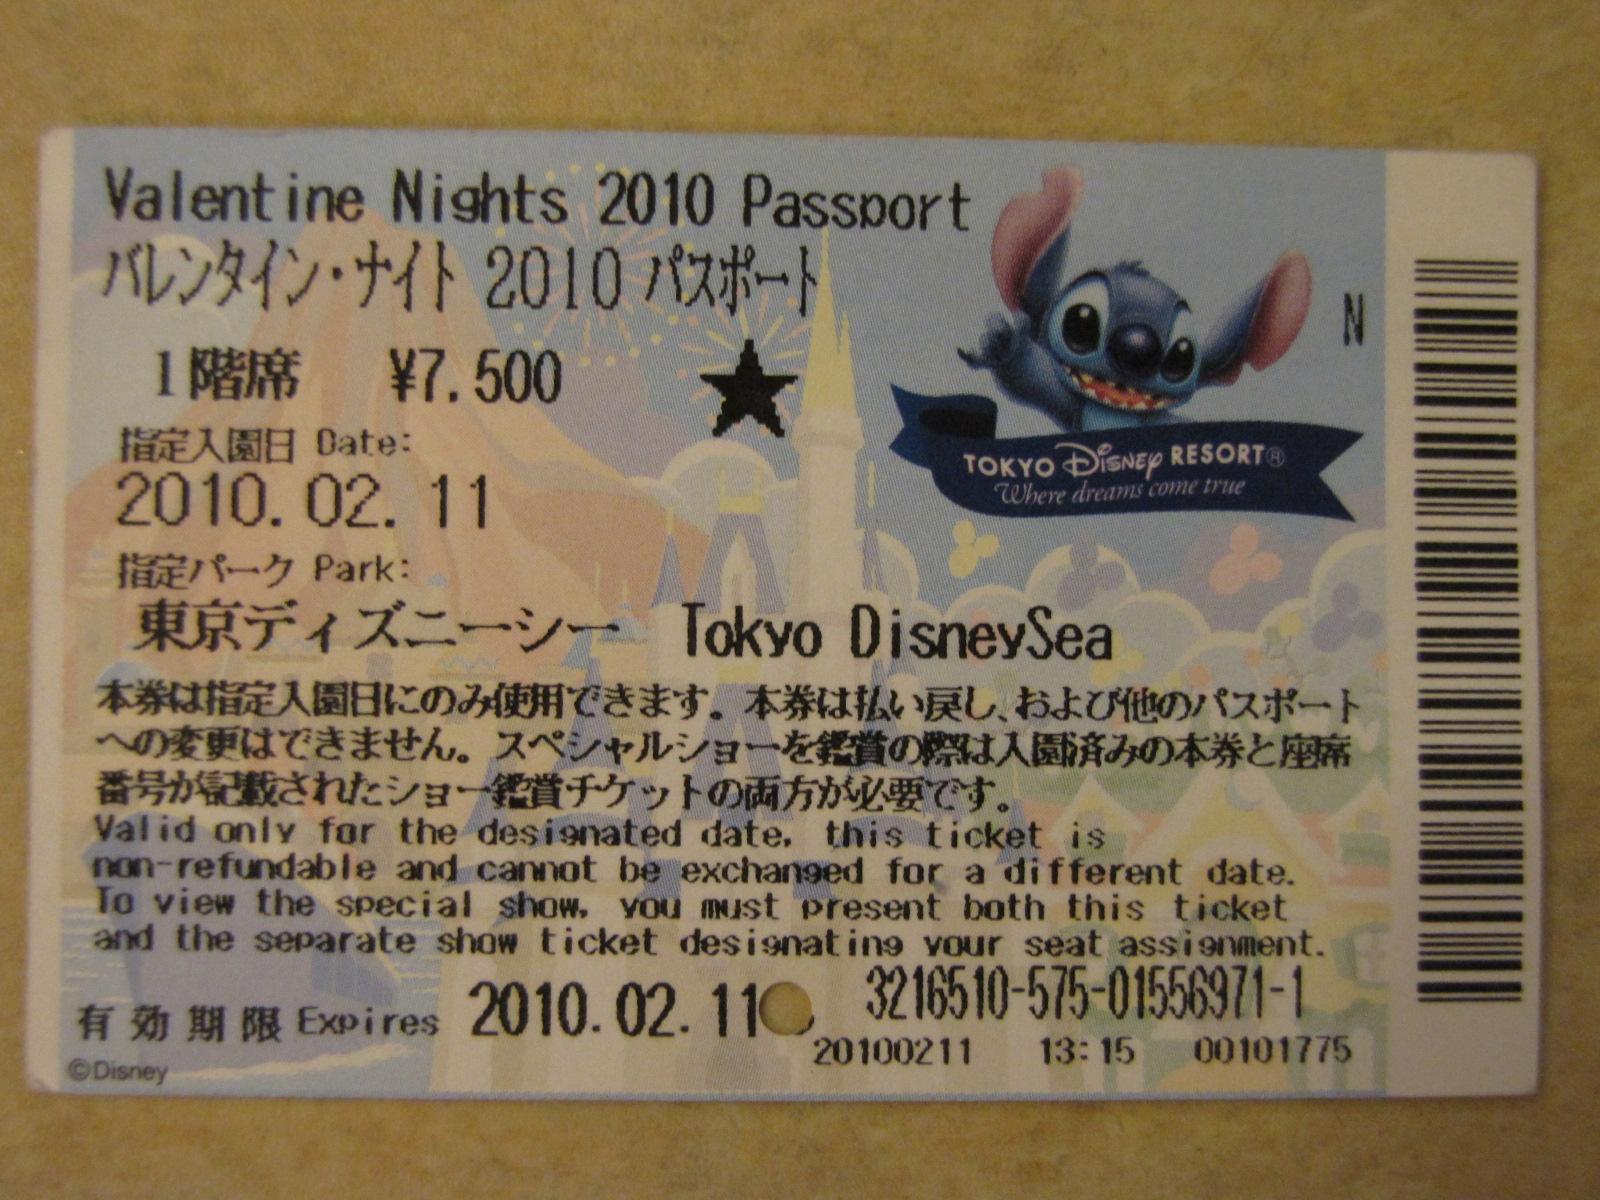 Valentine Nights 2010 Passport
バレンタイン・ナイト 2010 パスポート
N
1階席 ¥7,500
指定入園日 Date:
2010.02.11
TOKYO Disney RESORT®
Where dreams come true
指定パーク Park:
東京ディズニーシー Tokyo DisneySea
本券は指定入園日にのみ使用できます。本券は払い戻し、および他のパスポート
への変更はできません。スペシャルショーを鑑賞の際は入園済みの本券と座席
番号が記載されたショー鑑賞チケットの両方が必要です。
Valid only for the designated date, this ticket is
non-refundable and cannot be exchanged for a different date.
To view the special show, you must present both this ticket
and the separate show ticket designating your seat assignment.
有効期限 Expires 2010.02.11 3216510-575-01556971-1
20100211 13:15 00101775
©Disney